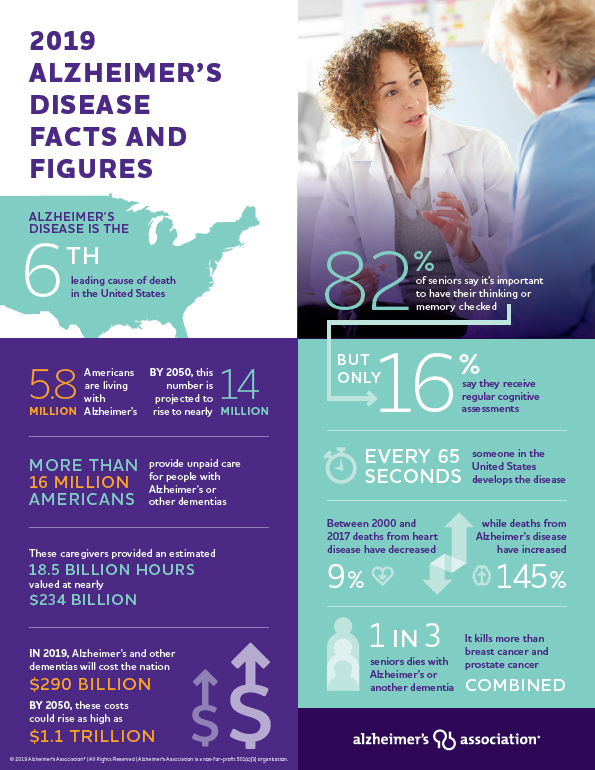 2019
ALZHEIMER'S
DISEASE
FACTS AND
FIGURES
ALZHEIMER'S
DISEASE IS THE
6TH
leading cause of death
in the United States
82%
of seniors say it's important
to have their thinking or
memory checked
BUT
ONLY
16%
say they receive
regular cognitive
assessments
5.8
MILLION
Americans
are living
with
Alzheimer's
BY 2050, this
number is
projected to
rise to nearly
14
MILLION
MORE THAN
16 MILLION
AMERICANS
provide unpaid care
for people with
Alzheimer's or
other dementias
These caregivers provided an estimated
18.5 BILLION HOURS
valued at nearly
$234 BILLION
IN 2019, Alzheimer's and other
dementias will cost the nation
$290 BILLION
BY 2050, these costs
could rise as high as
$1.1 TRILLION
$
$
EVERY 65
SECONDS
someone in the
United States
develops the disease
Between 2000 and
2017 deaths from heart
disease have decreased
9%
while deaths from
Alzheimer's disease
have increased
145%
1 IN 3
seniors dies with
Alzheimer's or
another dementia
It kills more than
breast cancer and
prostate cancer
COMBINED
alzheimer's association®
© 2019 Alzheimer's Association® | All Rights Reserved | Alzheimer's Association is a not-for-profit 501(c)(3) organization.